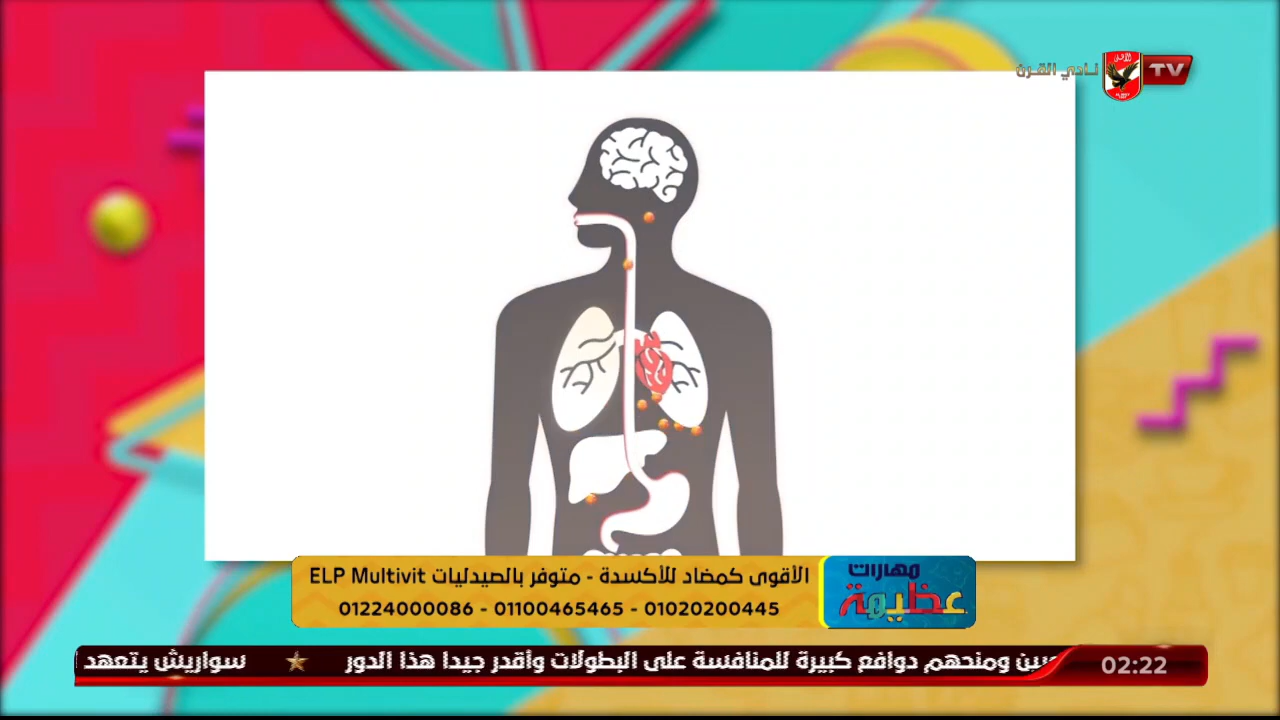 نادي القرن TV
الأقوى كمضاد للأكسدة - متوفر بالصيدليات ELP Multivit
01224000086 - 01100465465 - 01020200445
مهارات
عظيمة
ومنحهم دوافع كبيرة للمنافسة على البطولات وأقدر جيدا هذا الدور ★ سواريش يتعهد
02:22